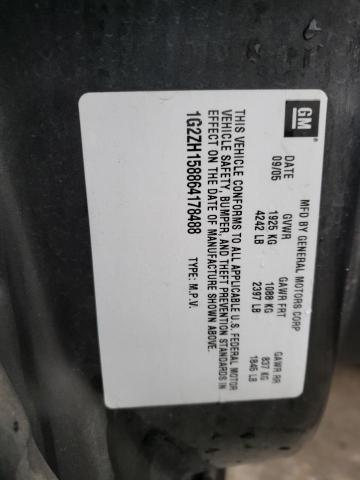 GM
MFD BY GENERAL MOTORS CORP
DATE GVWR GAWR FRT GAWR RR
09/05 1925 KG 1088 KG 837 KG
4242 LB 2397 LB 1845 LB
THIS VEHICLE CONFORMS TO ALL APPLICABLE U.S. FEDERAL MOTOR
VEHICLE SAFETY, BUMPER, AND THEFT PREVENTION STANDARDS IN
EFFECT ON THE DATE OF MANUFACTURE SHOWN ABOVE.
1G2ZH158864178488 TYPE: M.P.V.